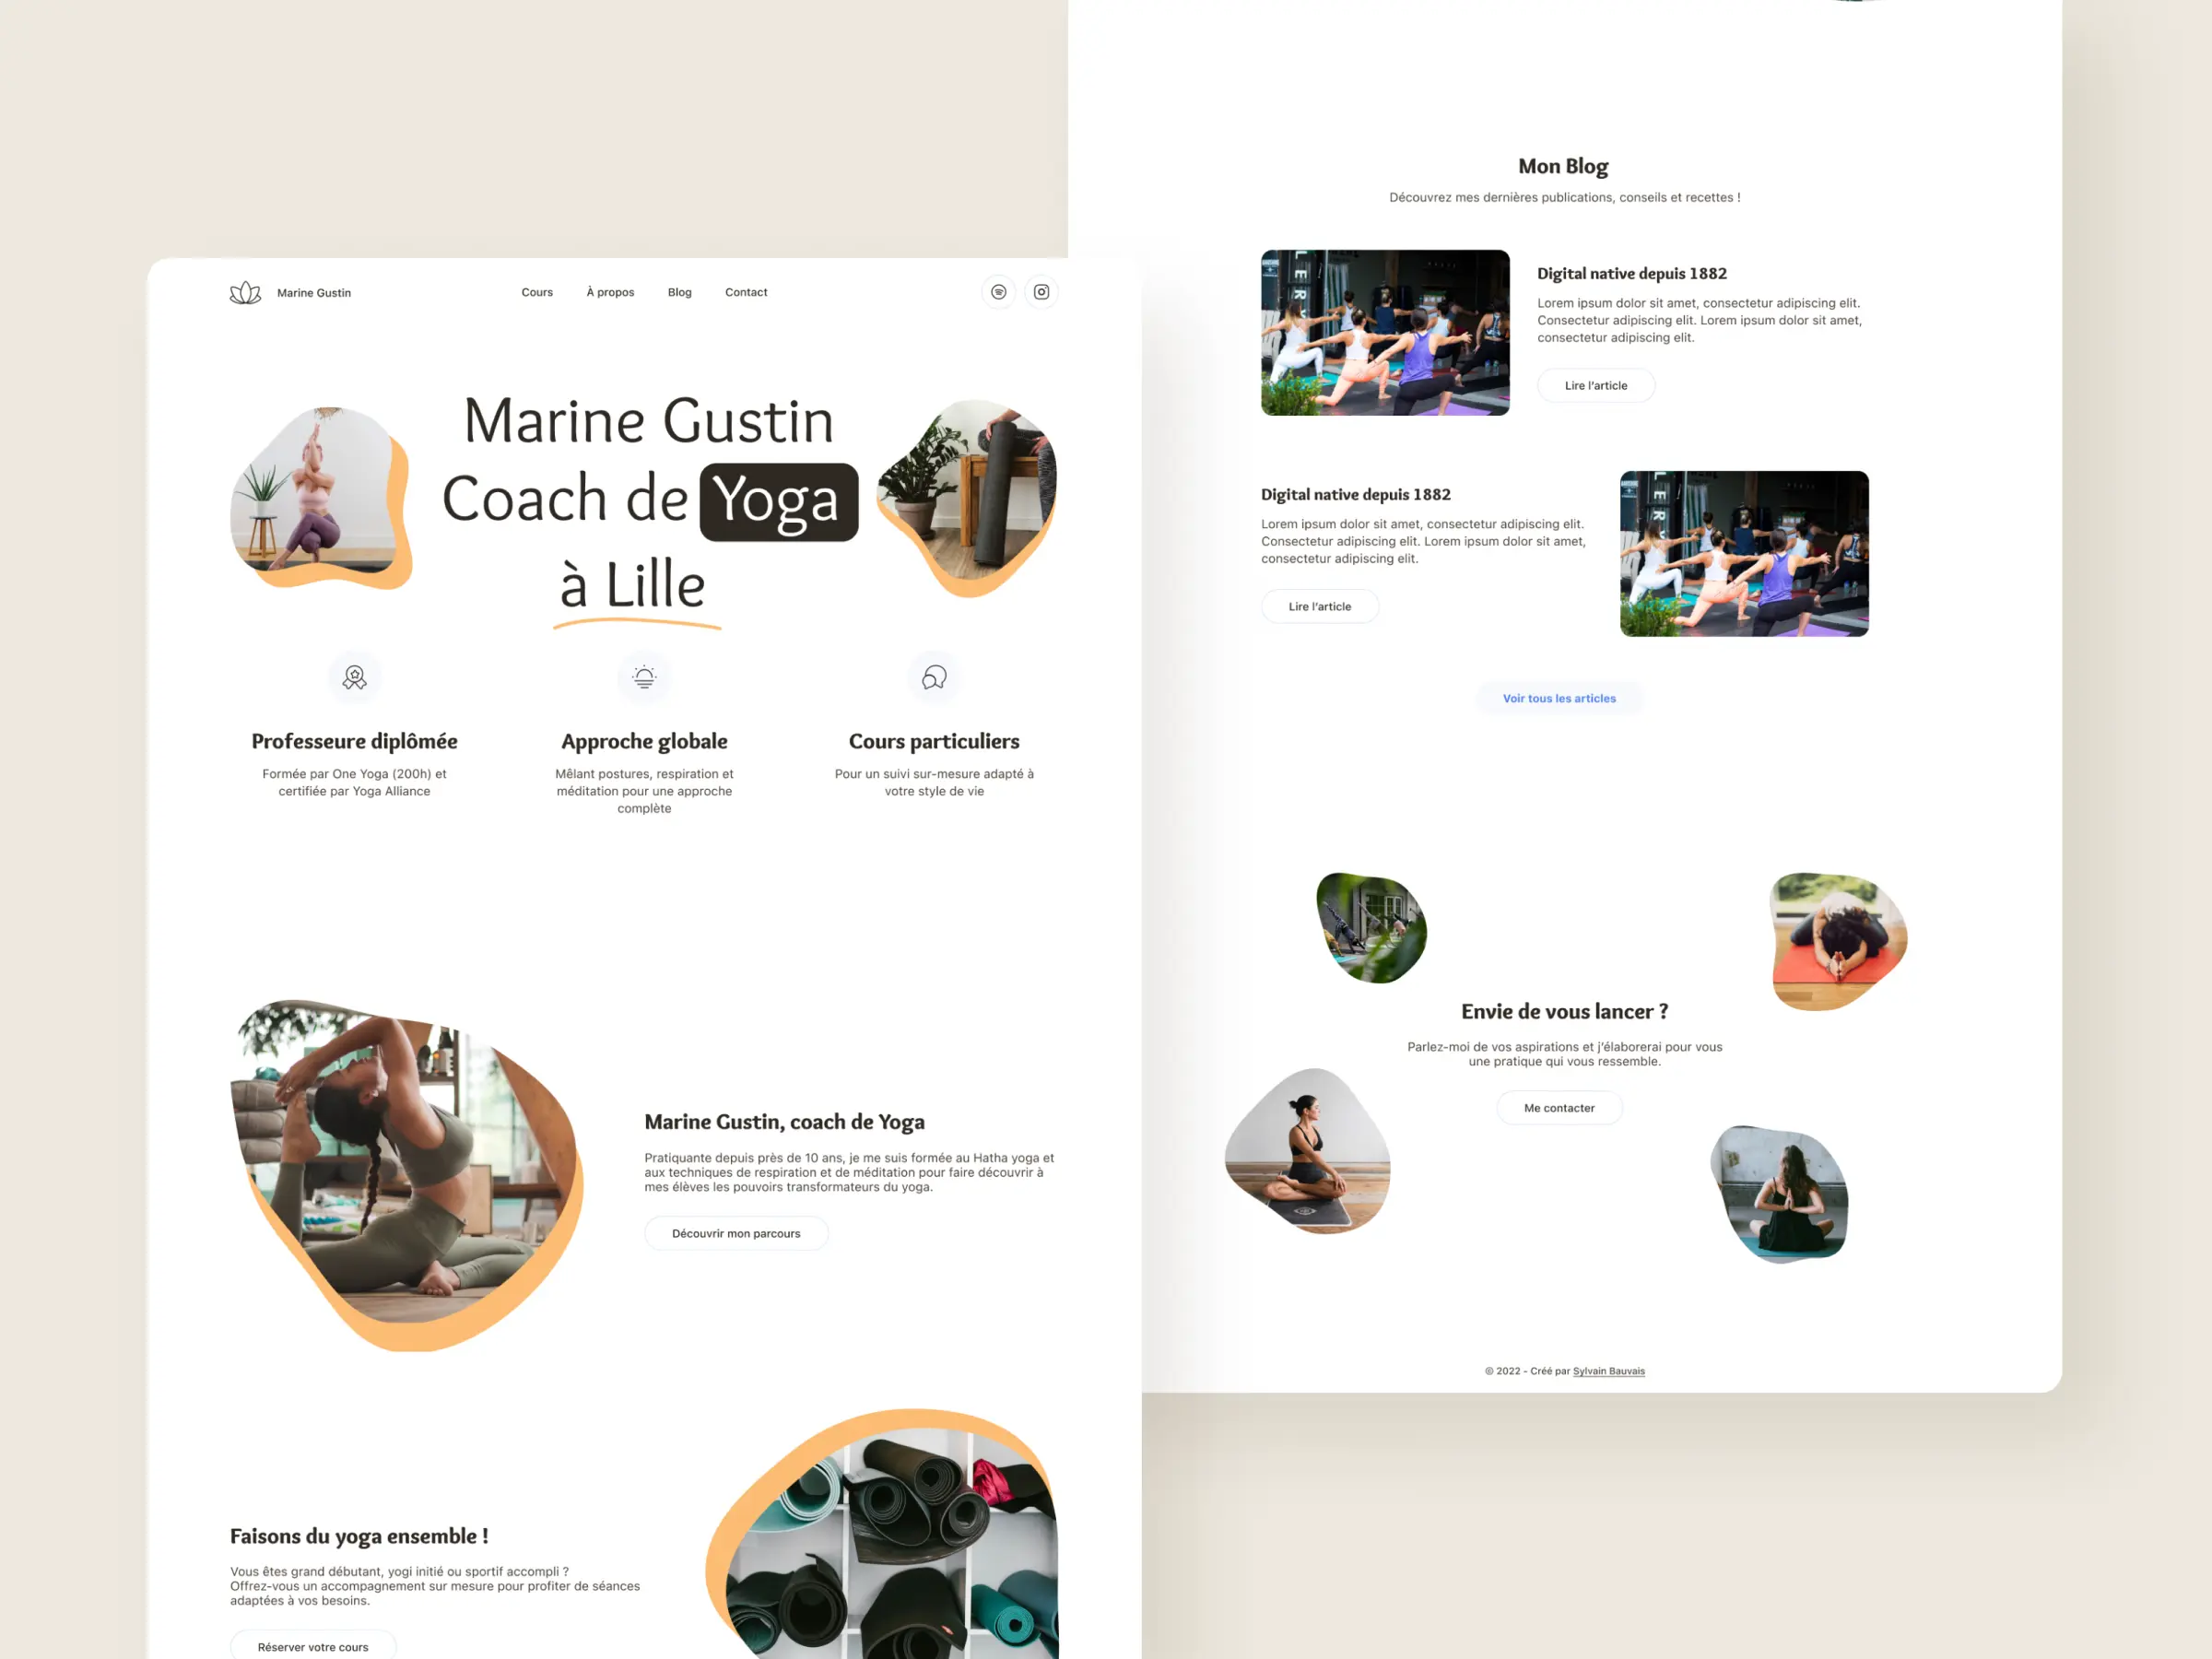 Marine Gustin
Cours
À propos
Blog
Contact
Marine Gustin
Coach de Yoga
à Lille
Professeure diplômée
Formée par One Yoga (200h) et
certifiée par Yoga Alliance
Approche globale
Mêlant postures, respiration et
méditation pour une approche
complète
Cours particuliers
Pour un suivi sur-mesure adapté à
votre style de vie
Marine Gustin, coach de Yoga
Pratiquante depuis près de 10 ans, je me suis formée au Hatha yoga et
aux techniques de respiration et de méditation pour faire découvrir à
mes élèves les pouvoirs transformateurs du yoga.
Découvrir mon parcours
Faisons du yoga ensemble !
Vous êtes grand débutant, yogi initié ou sportif accompli ?
Offrez-vous un accompagnement sur mesure pour profiter de séances
adaptées à vos besoins.
Réserver votre cours
Mon Blog
Découvrez mes dernières publications, conseils et recettes !
Digital native depuis 1882
Lorem ipsum dolor sit amet, consectetur adipiscing elit.
Consectetur adipiscing elit. Lorem ipsum dolor sit amet,
consectetur adipiscing elit.
Lire l’article
Digital native depuis 1882
Lorem ipsum dolor sit amet, consectetur adipiscing elit.
Consectetur adipiscing elit. Lorem ipsum dolor sit amet,
consectetur adipiscing elit.
Lire l’article
Voir tous les articles
Envie de vous lancer ?
Parlez-moi de vos aspirations et j’élaborerai pour vous
une pratique qui vous ressemble.
Me contacter
© 2022 - Créé par Sylvain Bauvais